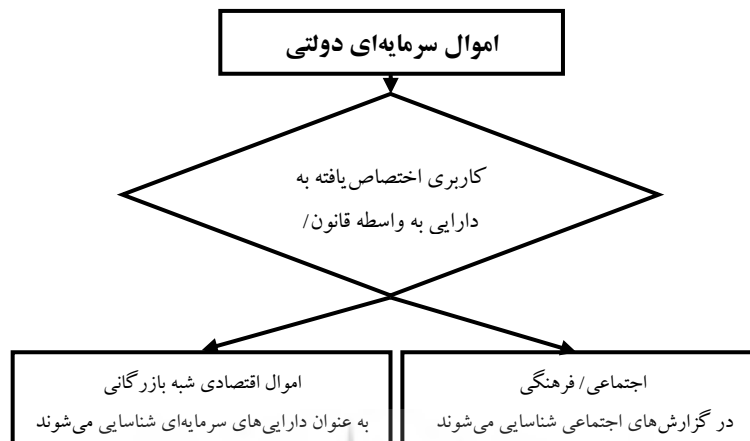 اموال سرمایه‌ای دولتی
کاربری اختصاص‌یافته به
دارایی به واسطه قانون/
اجتماعی/ فرهنگی
در گزارش‌های اجتماعی شناسایی می‌شوند
اموال اقتصادی شبه بازرگانی
به عنوان دارایی‌های سرمایه‌ای شناسایی می‌شوند